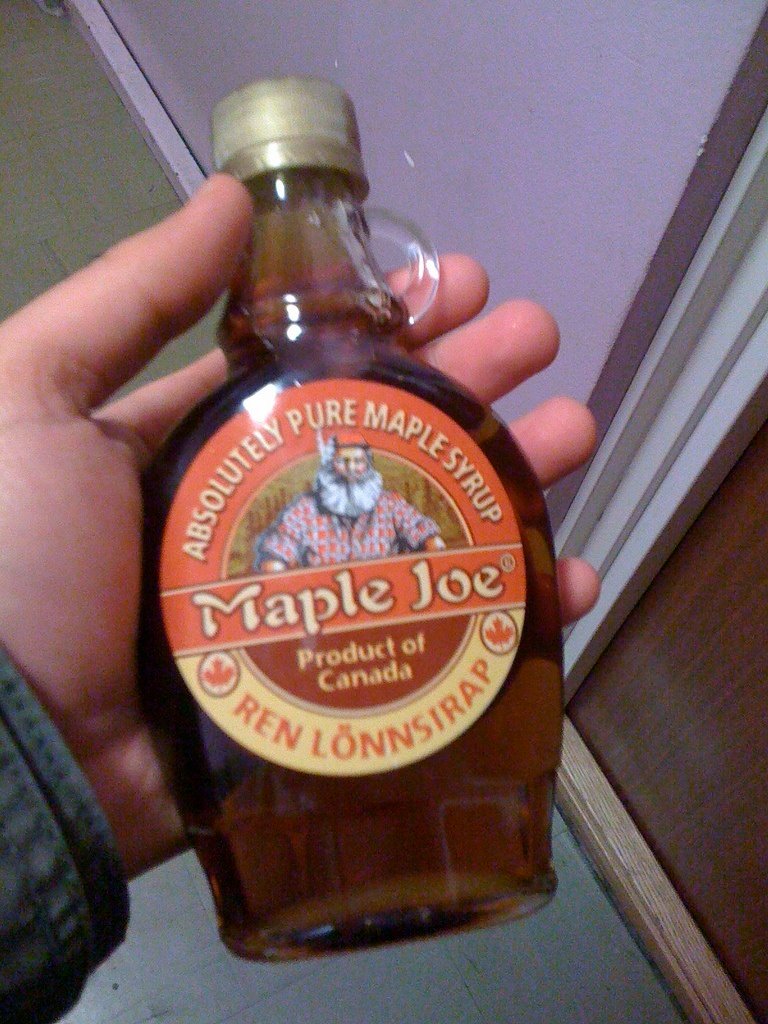 ABSOLUTELY PURE MAPLE SYRUP
Maple Joe®
Product of
Canada
REN LÖNNSIRAP